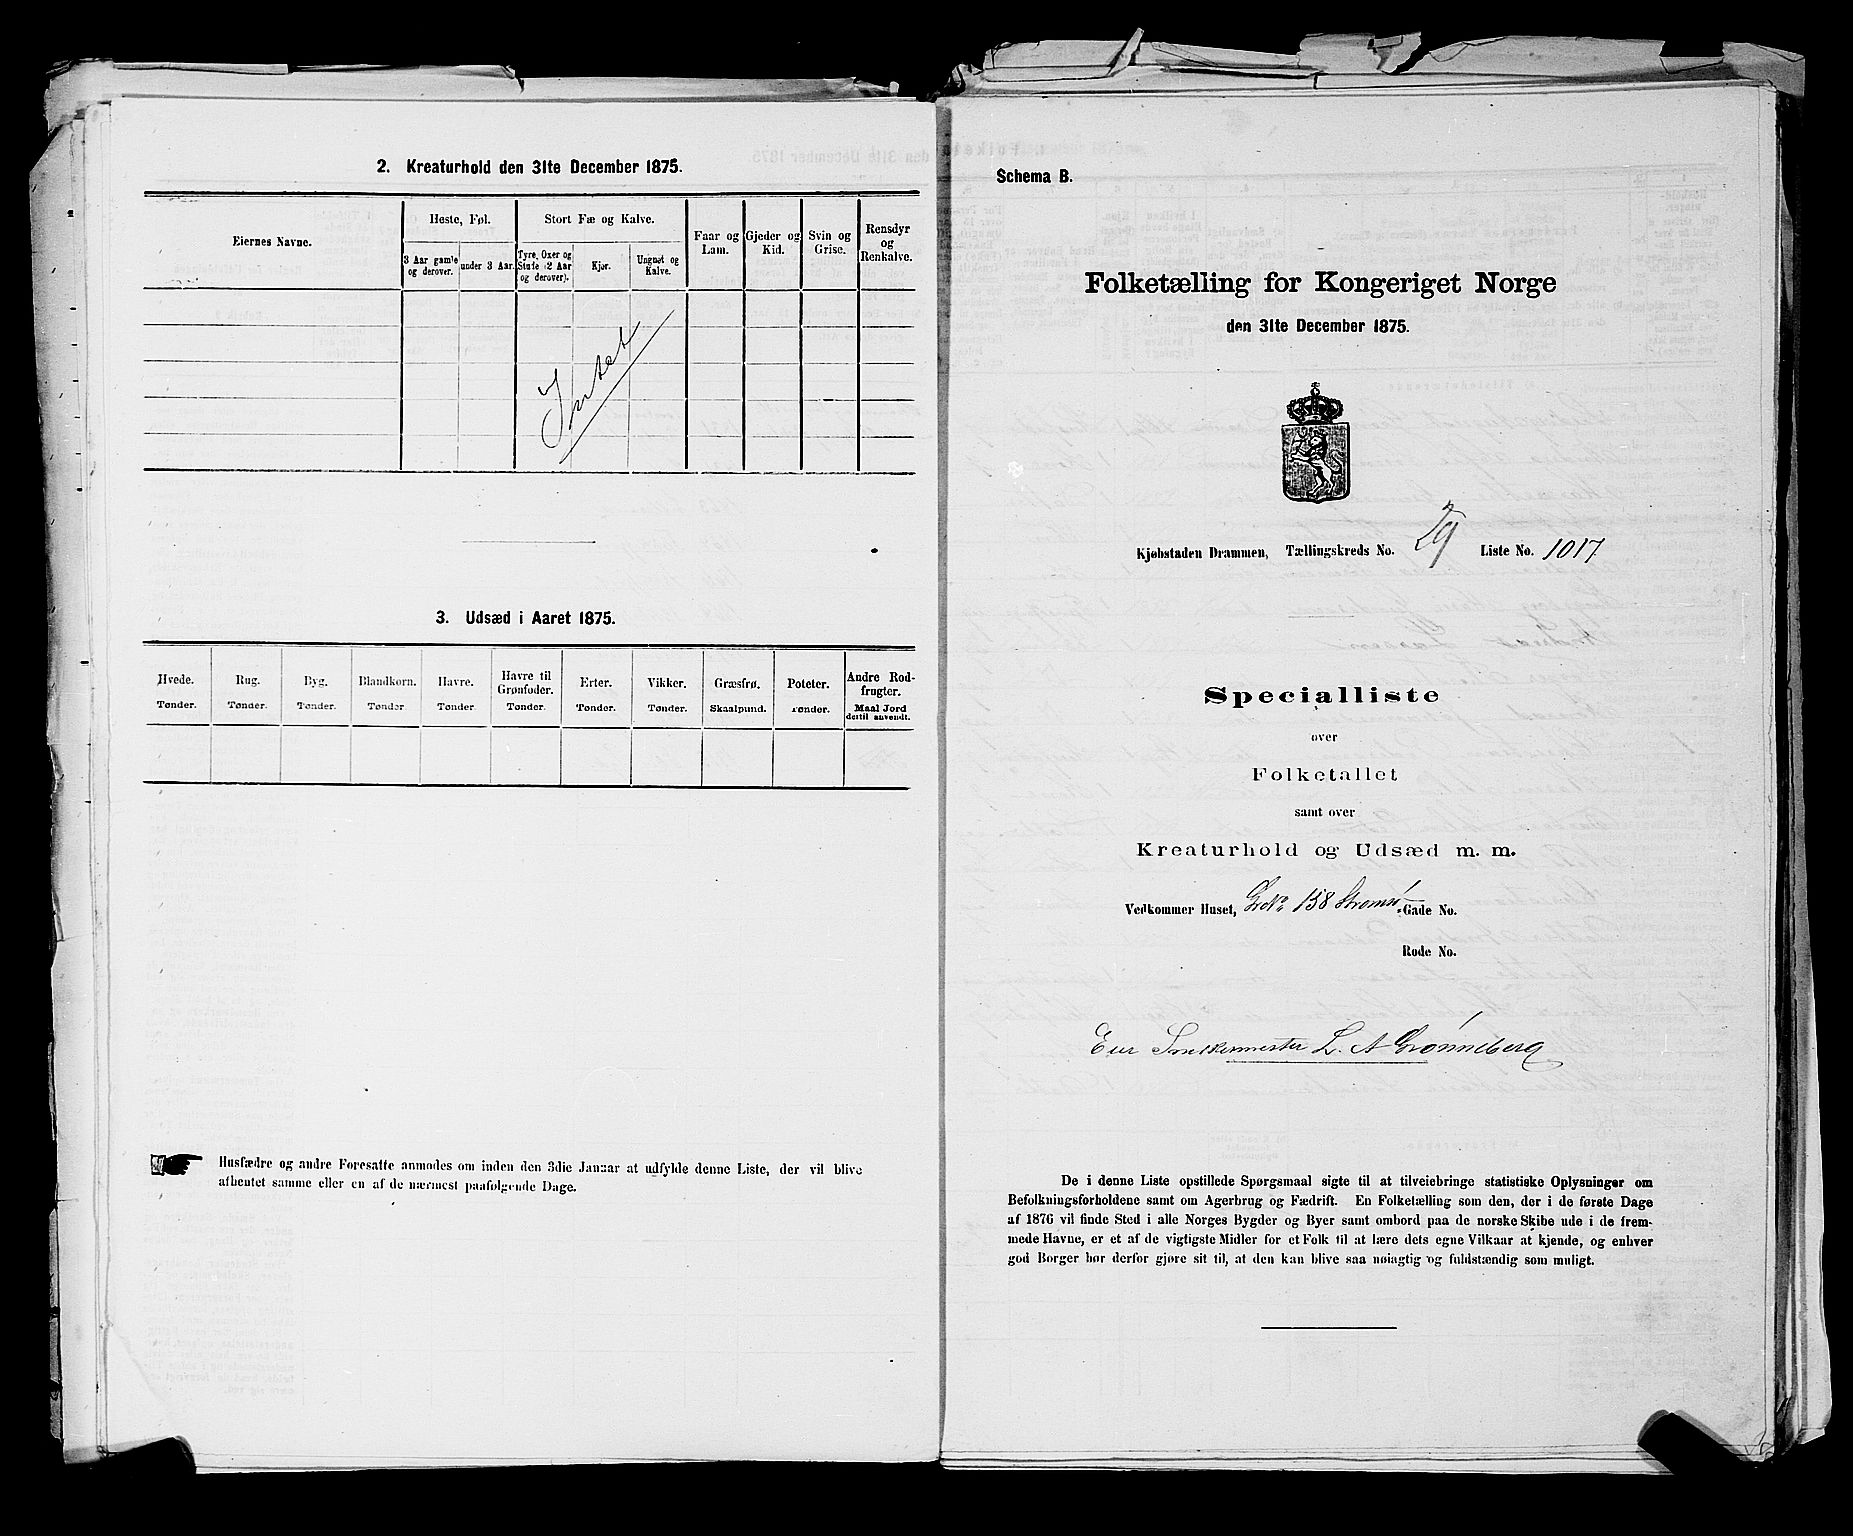 2. Kreaturhold den 31te December 1875.
Eiernes Navne.
Heste, Føl.
3 Aar gamle og derover.
under 3 Aar.
Stort Fæ og Kalve.
Tyre, Oxer og Stude (2 Aar og derover).
Kjør.
Ungnøt og Kalve.
Faar og Lam.
Gjeder og Kid.
Svin og Grise.
Rensdyr og Renkalve.
Intet
3. Udsæd i Aaret 1875.
Hvede. Tønder.
Rug. Tønder.
Byg. Tønder.
Blandkorn. Tønder.
Havre. Tønder.
Havre til Grønfoder. Tønder.
Erter. Tønder.
Vikker. Tønder.
Græsfrø. Skaalpund.
Poteter. Tønder.
Andre Rodfrugter. Maal Jord dertil anvendt.
Husfædre og andre Foresatte anmodes om inden den 3die Januar at udfylde denne Liste, der vil blive
afhentet samme eller en af de nærmest paafølgende Dage.
Schema B.
Folketælling for Kongeriget Norge
den 31te December 1875.
Kjøbstaden Drammen, Tællingskreds No. 29 Liste No. 1017
Specialliste
over
Folketallet
samt over
Kreaturhold og Udsæd m. m.
Vedkommer Huset, GrNo 158 Strømsø Gade No.
Rode No.
Eier Snekkermester L. A Grønneberg
De i denne Liste opstillede Spørgsmaal sigte til at tilveiebringe statistiske Oplysninger om
Befolkningsforholdene samt om Agerbrug og Fædrift. En Folketælling som den, der i de første Dage
af 1876 vil finde Sted i alle Norges Bygder og Byer samt ombord paa de norske Skibe ude i de frem-
mede Havne, er et af de vigtigste Midler for et Folk til at lære dets egne Vilkaar at kjende, og enhver
god Borger bør derfor gjøre sit til, at den kan blive saa nøiagtig og fuldstændig som muligt.